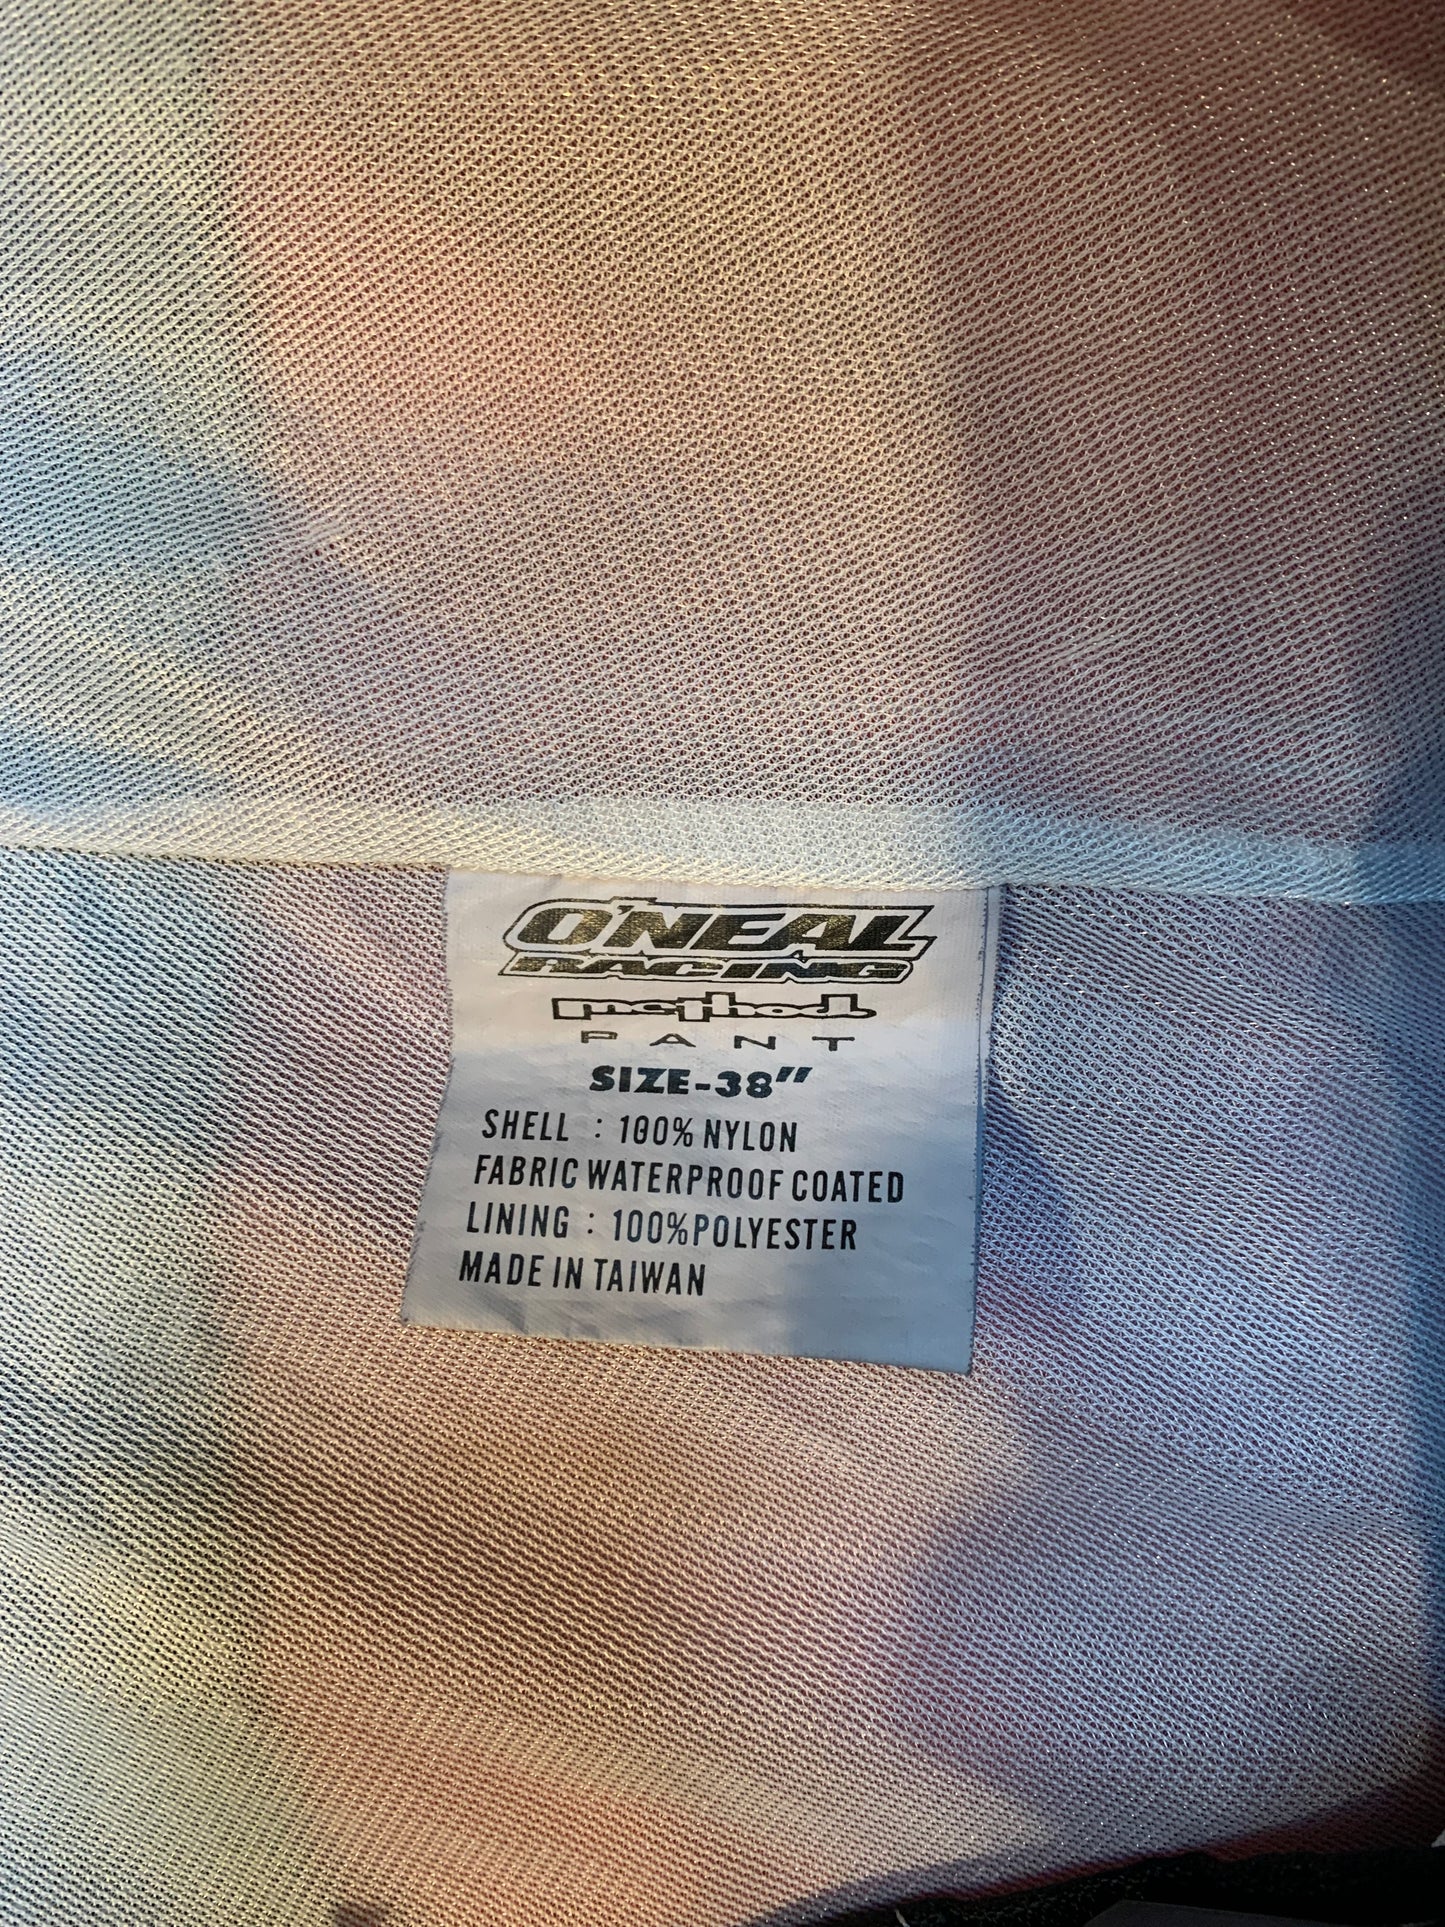 O'NEAL
RACING
method
PANT
SIZE-38"
SHELL : 100% NYLON
FABRIC WATERPROOF COATED
LINING : 100% POLYESTER
MADE IN TAIWAN